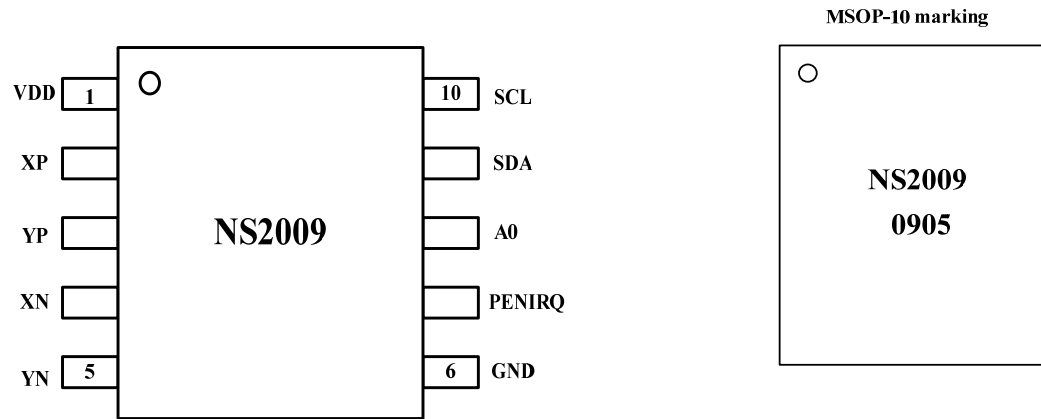 MSOP-10 marking
VDD 1 10 SCL
XP SDA
YP NS2009 A0
XN PENIRQ
YN 5 6 GND
NS2009
0905